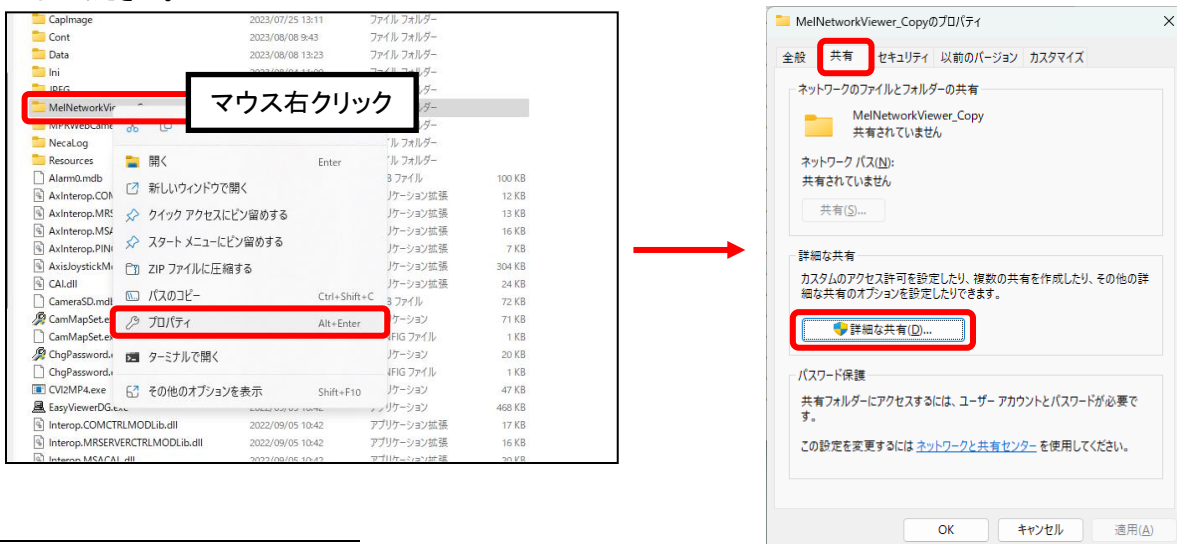 CapImage 2023/07/25 13:11 ファイル フォルダー
Cont 2023/08/08 9:43 ファイル フォルダー
Data 2023/08/08 13:23 ファイル フォルダー
Ini
JPEG
マウス右クリック
NecaLog
Resources
Alarm0.mdb 100 KB
12 KB
13 KB
16 KB
7 KB
304 KB
CAI.dll 24 KB
72 KB
71 KB
1 KB
20 KB
1 KB
CVI2MP4.exe 47 KB
EasyViewerDG.exe 468 KB
Interop.COMCTRLMODLib.dll 2022/09/05 10:42 アプリケーション拡張 17 KB
Interop.MRSERVERCTRLMODLib.dll 2022/09/05 10:42 アプリケーション拡張 16 KB
Interop.MSACAL.dll 2022/09/05 10:42 アプリケーション拡張 20 KB
開く Enter
新しいウィンドウで開く
クイック アクセスにピン留めする
スタート メニューにピン留めする
ZIP ファイルに圧縮する
パスのコピー Ctrl+Shift+C
プロパティ Alt+Enter
ターミナルで開く
その他のオプションを表示 Shift+F10
MelNetworkViewer_Copyのプロパティ
全般 共有 セキュリティ 以前のバージョン カスタマイズ
ネットワークのファイルとフォルダーの共有
MelNetworkViewer_Copy
共有されていません
ネットワーク パス(N):
共有されていません
共有(S)...
詳細な共有
カスタムのアクセス許可を設定したり、複数の共有を作成したり、その他の詳
細な共有のオプションを設定したりできます。
詳細な共有(D)...
パスワード保護
共有フォルダーにアクセスするには、ユーザー アカウントとパスワードが必要で
す。
この設定を変更するには ネットワークと共有センター を使用してください。
OK キャンセル 適用(A)